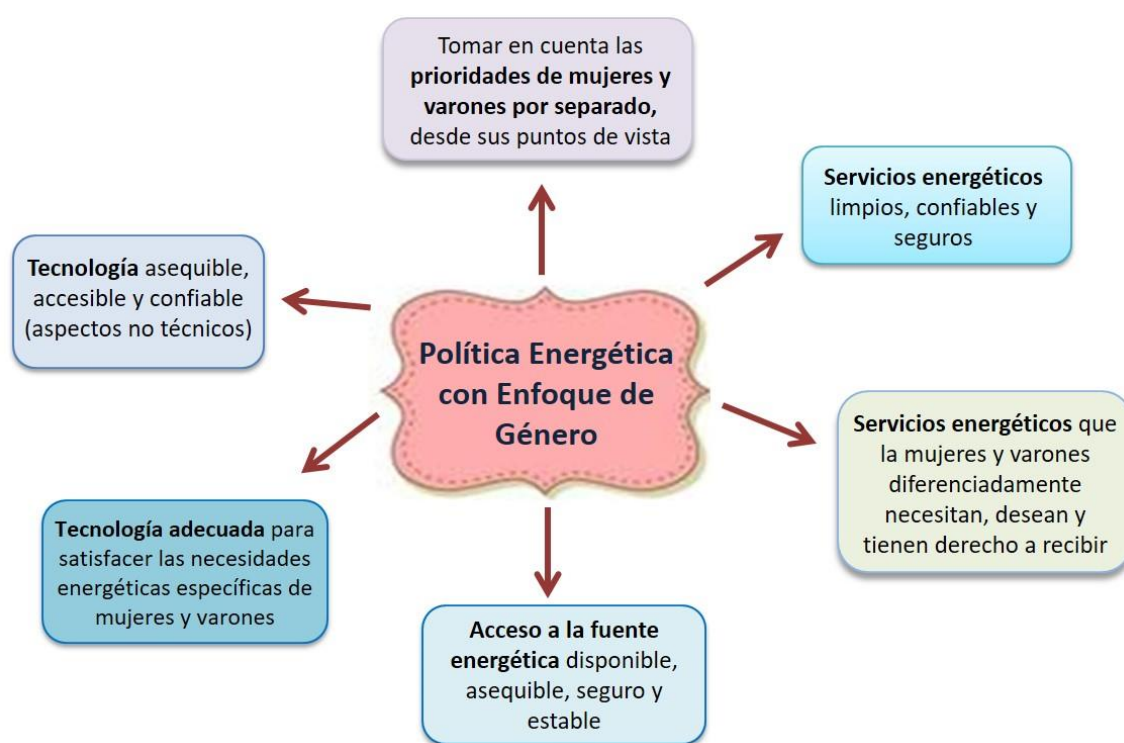 Tomar en cuenta las
prioridades de mujeres y
varones por separado,
desde sus puntos de vista
Servicios energéticos
limpios, confiables y
seguros
Tecnología asequible,
accesible y confiable
(aspectos no técnicos)
Política Energética
con Enfoque de
Género
Servicios energéticos que
la mujeres y varones
diferenciadamente
necesitan, desean y
tienen derecho a recibir
Tecnología adecuada para
satisfacer las necesidades
energéticas específicas de
mujeres y varones
Acceso a la fuente
energética disponible,
asequible, seguro y
estable